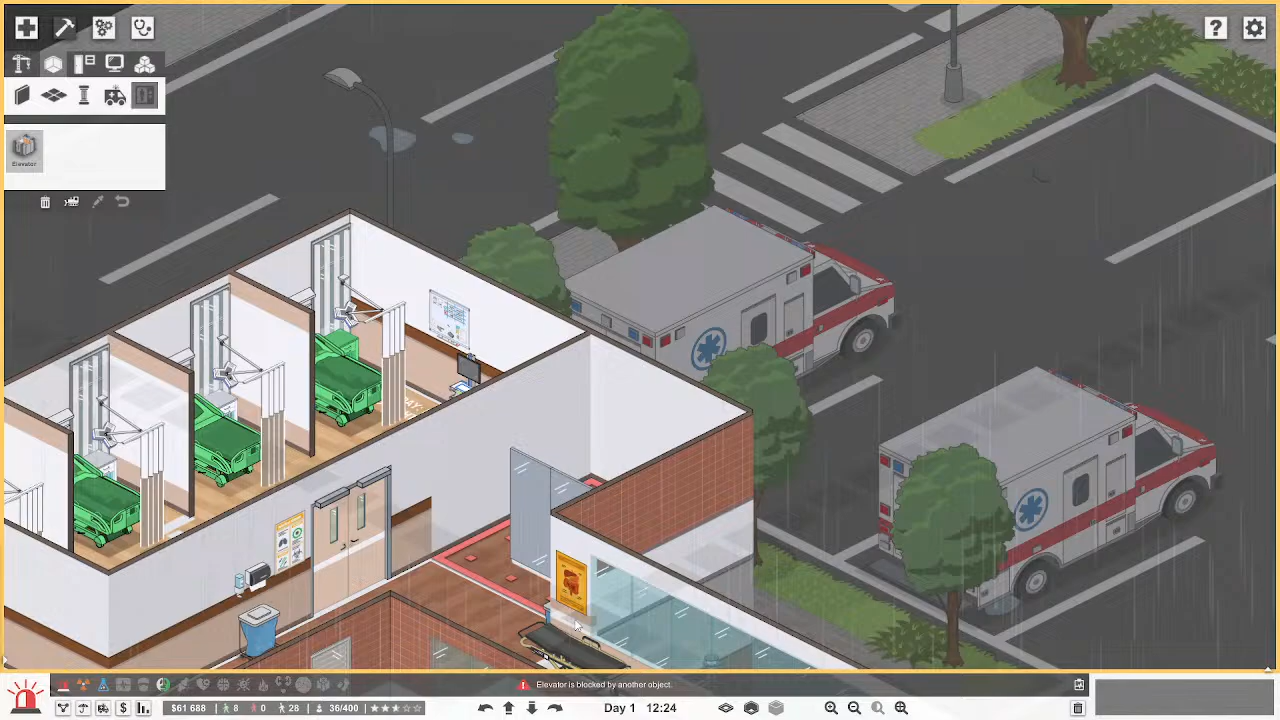 ?
Elevator
Elevator is blocked by another object.
$61 688
8
0
28
36/400
Day 1
12:24